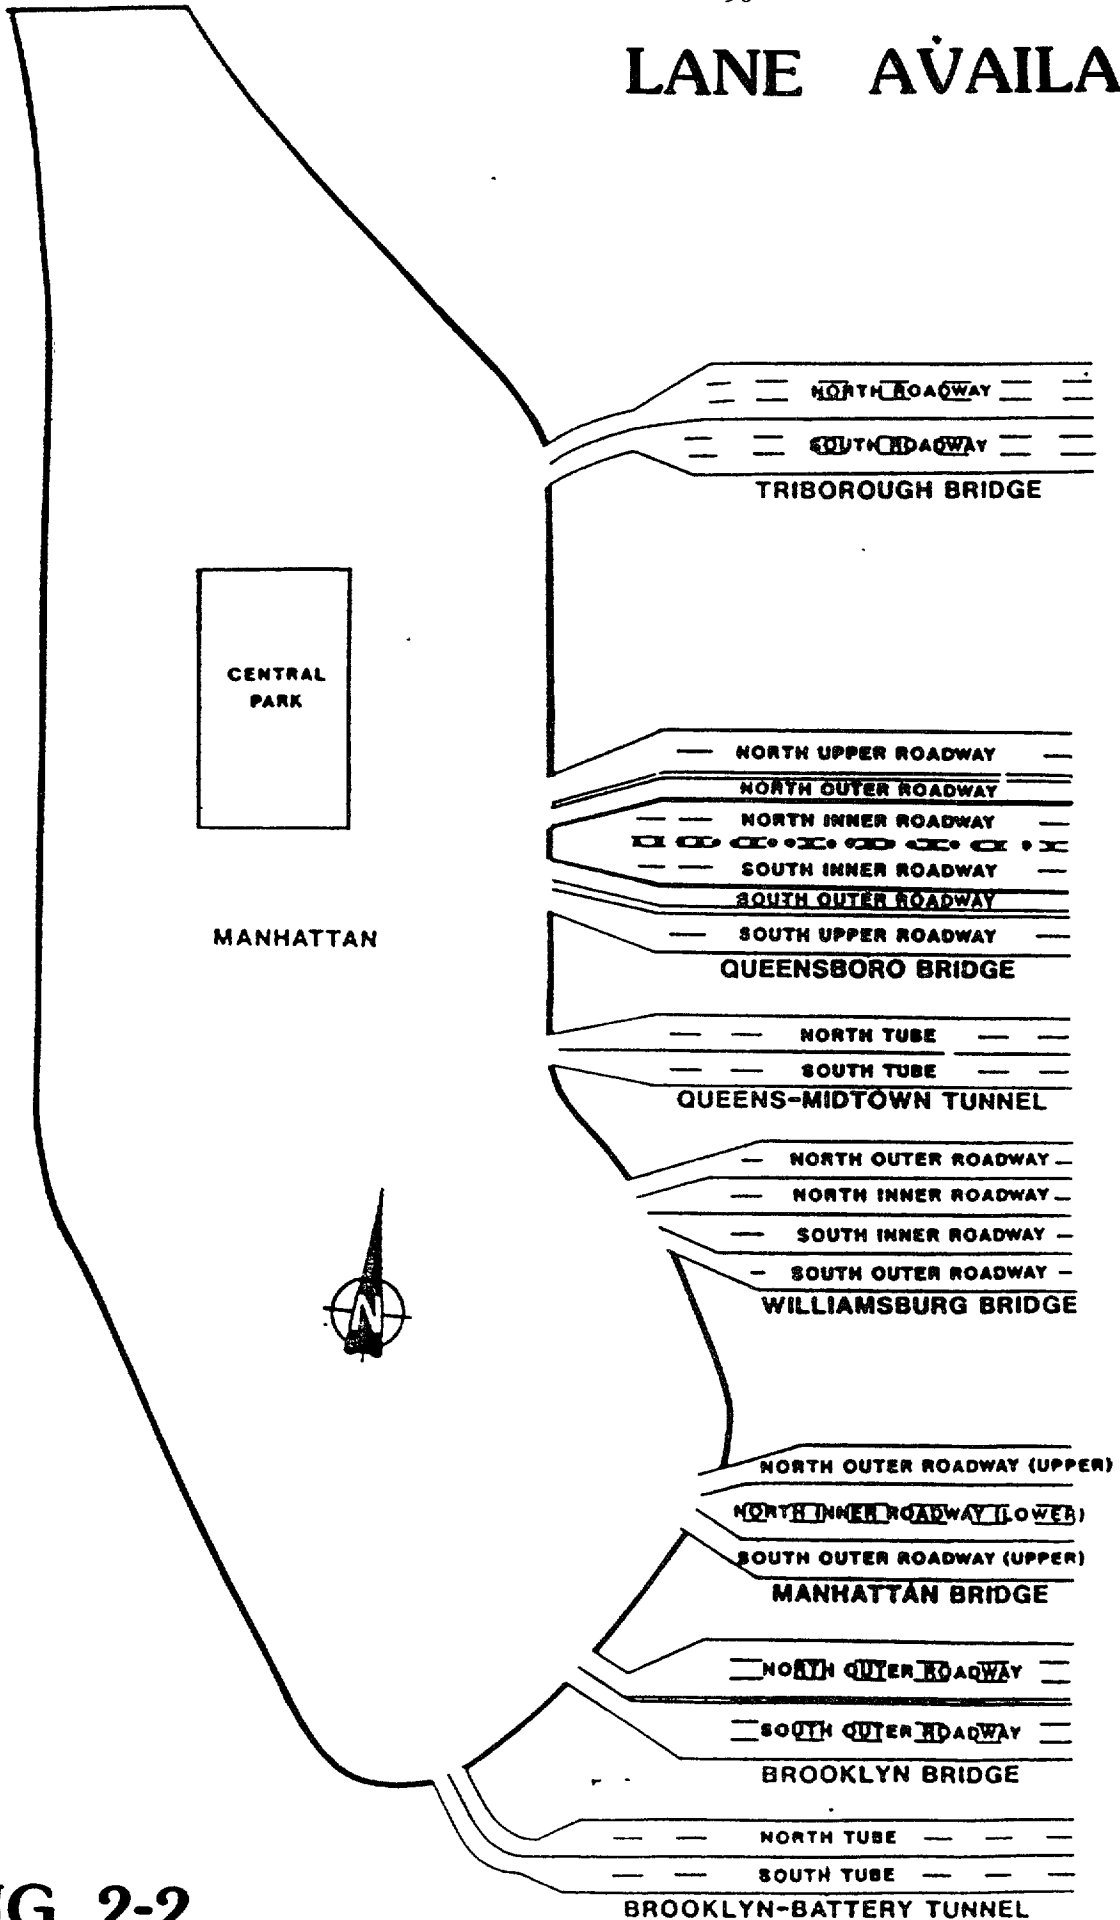 LANE AVAILA
NORTH ROADWAY
SOUTH ROADWAY
TRIBOROUGH BRIDGE
CENTRAL
PARK
NORTH UPPER ROADWAY
NORTH OUTER ROADWAY
NORTH INNER ROADWAY
SOUTH INNER ROADWAY
SOUTH OUTER ROADWAY
SOUTH UPPER ROADWAY
MANHATTAN
QUEENSBORO BRIDGE
NORTH TUBE
SOUTH TUBE
QUEENS-MIDTOWN TUNNEL
NORTH OUTER ROADWAY
NORTH INNER ROADWAY
SOUTH INNER ROADWAY
SOUTH OUTER ROADWAY
WILLIAMSBURG BRIDGE
N
NORTH OUTER ROADWAY (UPPER)
NORTH INNER ROADWAY (LOWER)
SOUTH OUTER ROADWAY (UPPER)
MANHATTAN BRIDGE
NORTH OUTER ROADWAY
SOUTH OUTER ROADWAY
BROOKLYN BRIDGE
NORTH TUBE
SOUTH TUBE
BROOKLYN-BATTERY TUNNEL
G 2-2